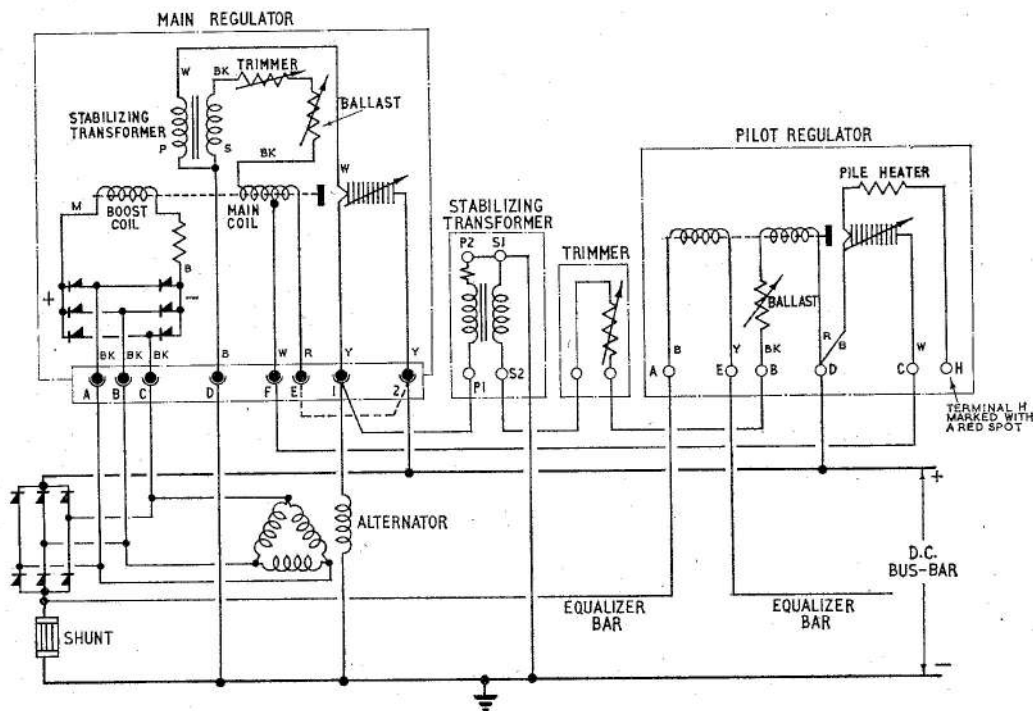 MAIN REGULATOR
W
BK
TRIMMER
BALLAST
STABILIZING
TRANSFORMER
P
S
BK
W
M
BOOST
COIL
MAIN
COIL
B
+
BK
BK
BK
B
W
R
Y
Y
A
B
C
D
F
E
1
2
STABILIZING
TRANSFORMER
P2
S1
P1
S2
TRIMMER
PILOT REGULATOR
PILE HEATER
BALLAST
B
Y
BK
R
B
W
A
E
B
D
C
H
TERMINAL H
MARKED WITH
A RED SPOT
ALTERNATOR
SHUNT
EQUALIZER
BAR
EQUALIZER
BAR
+
D.C.
BUS-BAR
−